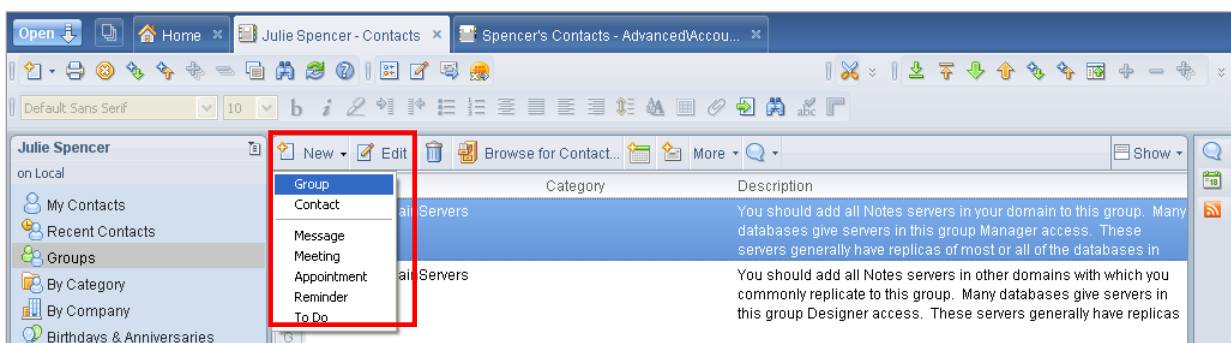 Open
Home
Julie Spencer - Contacts
Spencer's Contacts - Advanced\Accou...
Default Sans Serif
10
b
i
abc
Julie Spencer
on Local
My Contacts
Recent Contacts
Groups
By Category
By Company
Birthdays & Anniversaries
New
Edit
Browse for Contact...
More
Show
Group
Contact
Message
Meeting
Appointment
Reminder
To Do
Category
Description
ainServers
You should add all Notes servers in your domain to this group. Many
databases give servers in this group Manager access. These
servers generally have replicas of most or all of the databases in
ainServers
You should add all Notes servers in other domains with which you
commonly replicate to this group. Many databases give servers in
this group Designer access. These servers generally have replicas
18